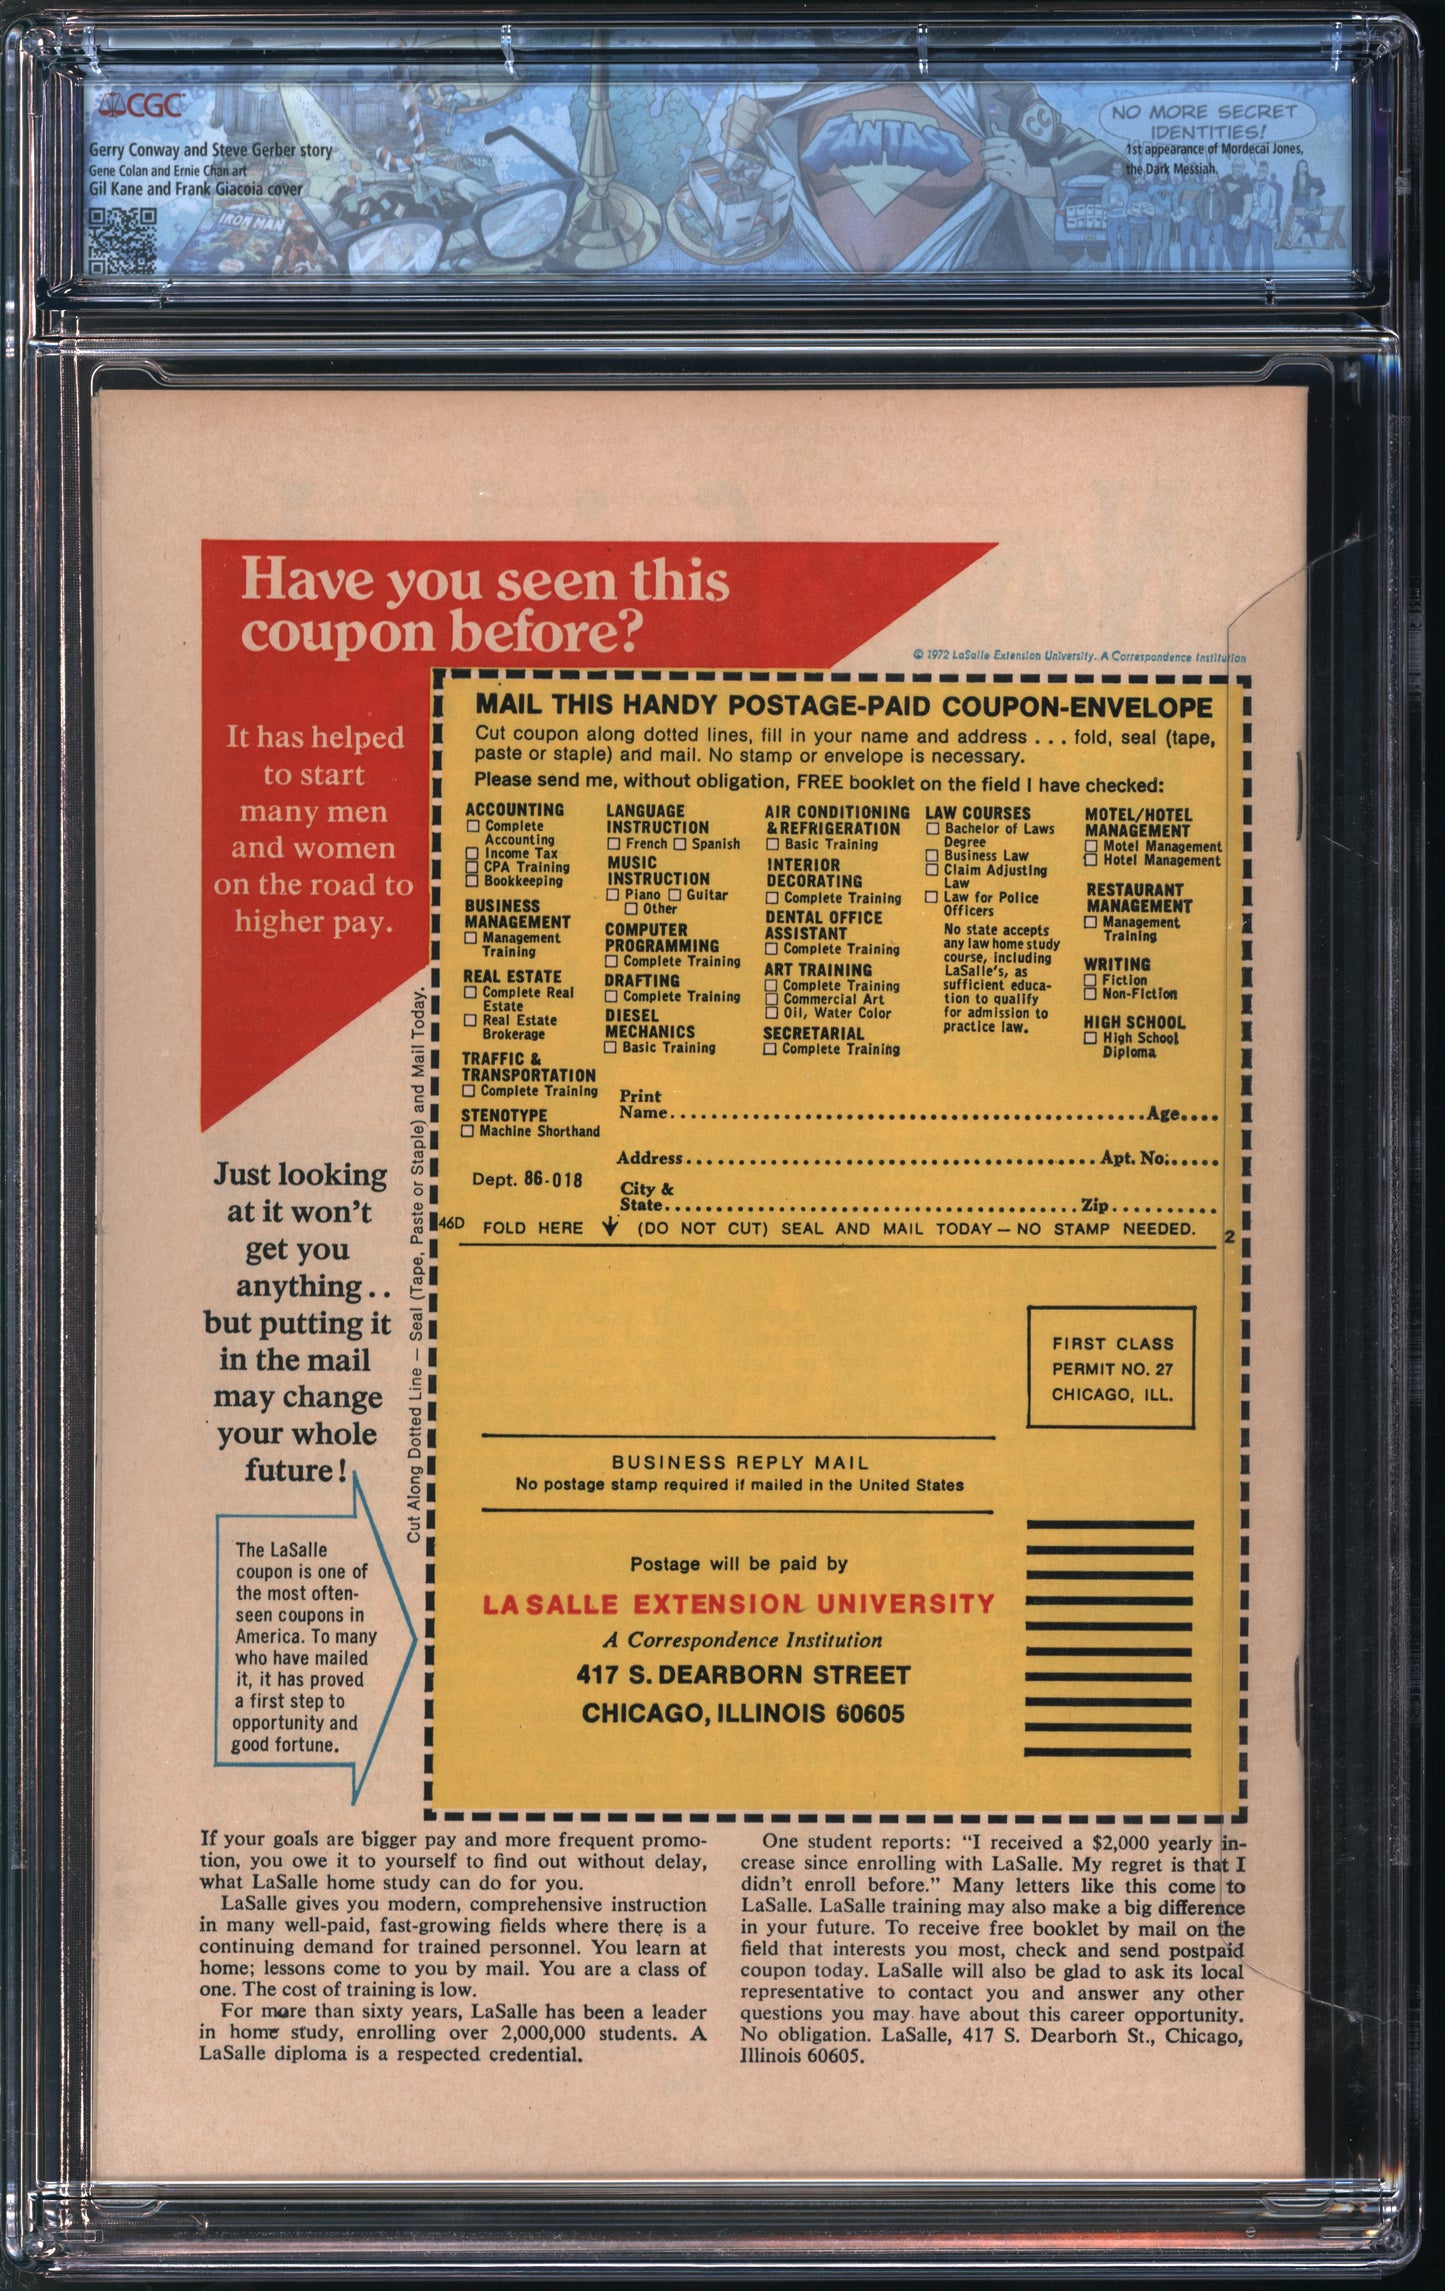 CGC
Gerry Conway and Steve Gerber story
Gene Colan and Ernie Chan art
Gil Kane and Frank Giacoia cover
IRON MAN
FANTAST
CC
NO MORE SECRET
IDENTITIES!
1st appearance of Mordecai Jones,
the Dark Messiah.
Have you seen this
coupon before?
It has helped
to start
many men
and women
on the road to
higher pay.
© 1972 LaSalle Extension University. A Correspondence Institution
MAIL THIS HANDY POSTAGE-PAID COUPON-ENVELOPE
Cut coupon along dotted lines, fill in your name and address . . . fold, seal (tape,
paste or staple) and mail. No stamp or envelope is necessary.
Please send me, without obligation, FREE booklet on the field I have checked:
ACCOUNTING
Complete
Accounting
Income Tax
CPA Training
Bookkeeping
BUSINESS
MANAGEMENT
Management
Training
REAL ESTATE
Complete Real
Estate
Real Estate
Brokerage
TRAFFIC &
TRANSPORTATION
Complete Training
STENOTYPE
Machine Shorthand
LANGUAGE
INSTRUCTION
French Spanish
MUSIC
INSTRUCTION
Piano Guitar
Other
COMPUTER
PROGRAMMING
Complete Training
DRAFTING
Complete Training
DIESEL
MECHANICS
Basic Training
AIR CONDITIONING
& REFRIGERATION
Basic Training
INTERIOR
DECORATING
Complete Training
DENTAL OFFICE
ASSISTANT
Complete Training
ART TRAINING
Complete Training
Commercial Art
Oil, Water Color
SECRETARIAL
Complete Training
LAW COURSES
Bachelor of Laws
Degree
Business Law
Claim Adjusting
Law
Law for Police
Officers
No state accepts
any law home study
course, including
LaSalle's, as
sufficient educa-
tion to qualify
for admission to
practice law.
MOTEL/HOTEL
MANAGEMENT
Motel Management
Hotel Management
RESTAURANT
MANAGEMENT
Management
Training
WRITING
Fiction
Non-Fiction
HIGH SCHOOL
High School
Diploma
Print
Name.......... Age....
Address.......... Apt. No......
Dept. 86-018
City &
State.......... Zip..........
46D FOLD HERE (DO NOT CUT) SEAL AND MAIL TODAY — NO STAMP NEEDED.
2
Cut Along Dotted Line — Seal (Tape, Paste or Staple) and Mail Today.
Just looking
at it won't
get you
anything . .
but putting it
in the mail
may change
your whole
future!
FIRST CLASS
PERMIT NO. 27
CHICAGO, ILL.
BUSINESS REPLY MAIL
No postage stamp required if mailed in the United States
Postage will be paid by
LA SALLE EXTENSION UNIVERSITY
A Correspondence Institution
417 S. DEARBORN STREET
CHICAGO, ILLINOIS 60605
The LaSalle
coupon is one of
the most often-
seen coupons in
America. To many
who have mailed
it, it has proved
a first step to
opportunity and
good fortune.
If your goals are bigger pay and more frequent promo-
tion, you owe it to yourself to find out without delay,
what LaSalle home study can do for you.
LaSalle gives you modern, comprehensive instruction
in many well-paid, fast-growing fields where there is a
continuing demand for trained personnel. You learn at
home; lessons come to you by mail. You are a class of
one. The cost of training is low.
For more than sixty years, LaSalle has been a leader
in home study, enrolling over 2,000,000 students. A
LaSalle diploma is a respected credential.
One student reports: "I received a $2,000 yearly in-
crease since enrolling with LaSalle. My regret is that I
didn't enroll before." Many letters like this come to
LaSalle. LaSalle training may also make a big difference
in your future. To receive free booklet by mail on the
field that interests you most, check and send postpaid
coupon today. LaSalle will also be glad to ask its local
representative to contact you and answer any other
questions you may have about this career opportunity.
No obligation. LaSalle, 417 S. Dearborn St., Chicago,
Illinois 60605.